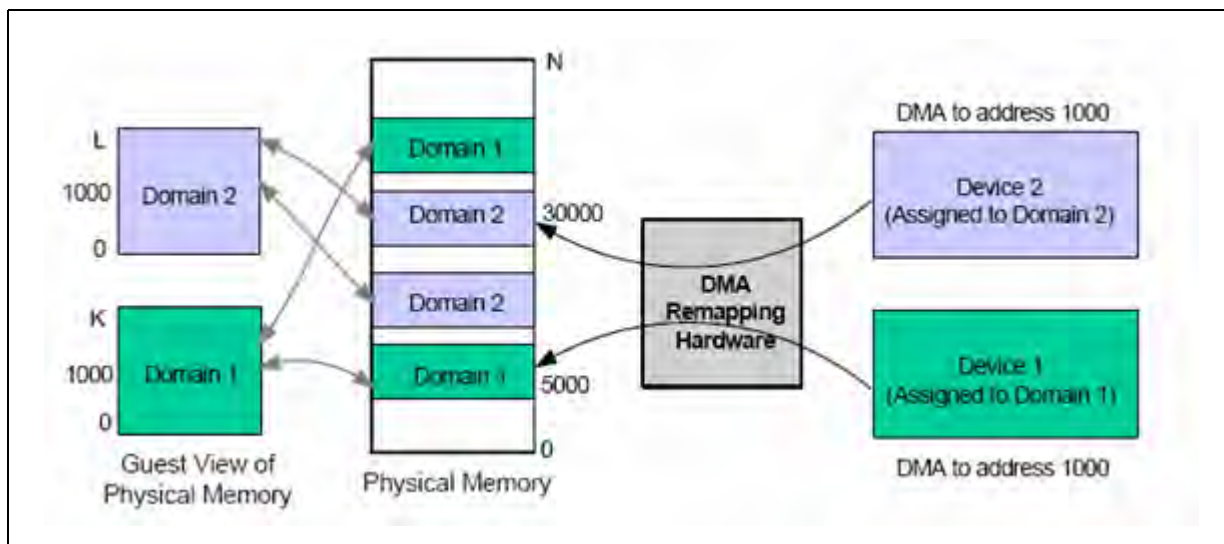 L
1000
0
Domain 2
K
1000
0
Domain 1
Guest View of
Physical Memory
N
Domain 1
Domain 2
30000
Domain 2
Domain 1
5000
0
Physical Memory
DMA
Remapping
Hardware
DMA to address 1000
Device 2
(Assigned to Domain 2)
Device 1
(Assigned to Domain 1)
DMA to address 1000